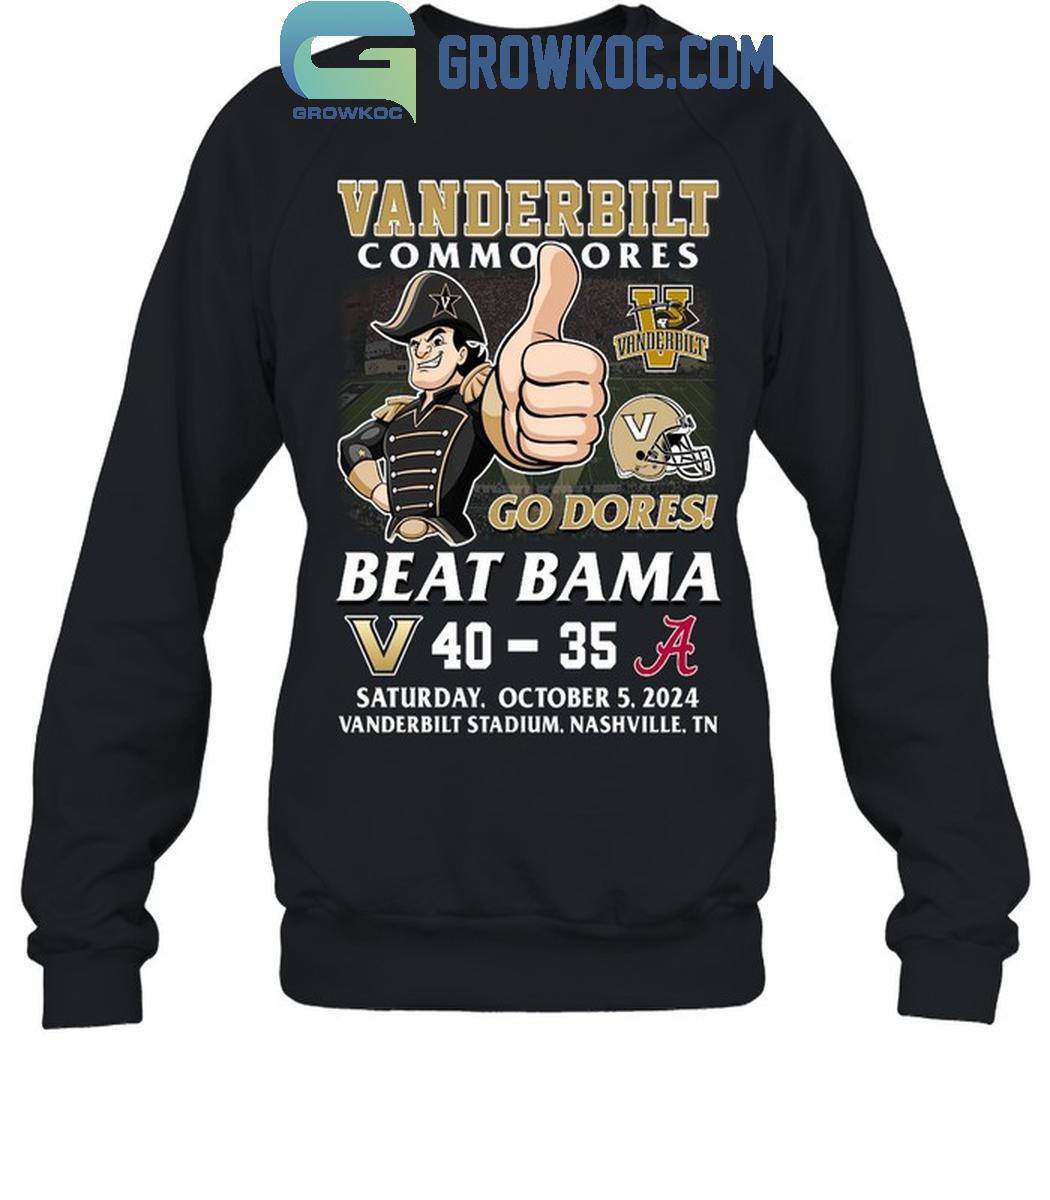 GROWKOC.COM
GROWKOC
VANDERBILT
COMMODORES
V
VANDERBILT
V
GO DORES!
BEAT BAMA
V 40 - 35 A
SATURDAY, OCTOBER 5, 2024
VANDERBILT STADIUM, NASHVILLE, TN